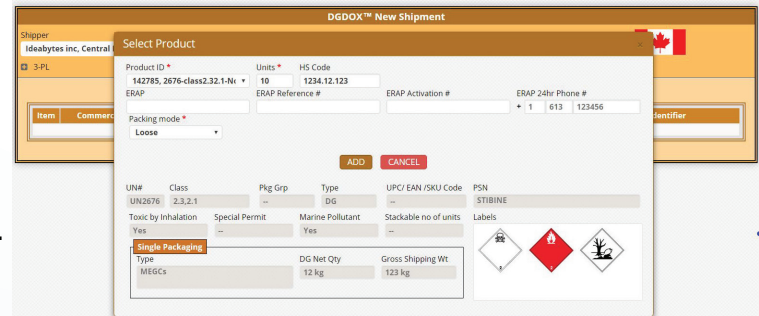 DGDOX™ New Shipment
Shipper
Ideabytes inc, Central
3-PL
Item Commerc
dentifier
Select Product
×
Product ID * Units * HS Code
142785, 2676-class2.32.1-Nc 10 1234.12.123
ERAP ERAP Reference # ERAP Activation # ERAP 24hr Phone #
+ 1 613 123456
Packing mode *
Loose
ADD CANCEL
UN# Class Pkg Grp Type UPC/ EAN /SKU Code PSN
UN2676 2.3,2.1 -- DG -- STIBINE
Toxic by Inhalation Special Permit Marine Pollutant Stackable no of units Labels
Yes -- Yes --
Single Packaging
Type DG Net Qty Gross Shipping Wt
MEGCs 12 kg 123 kg